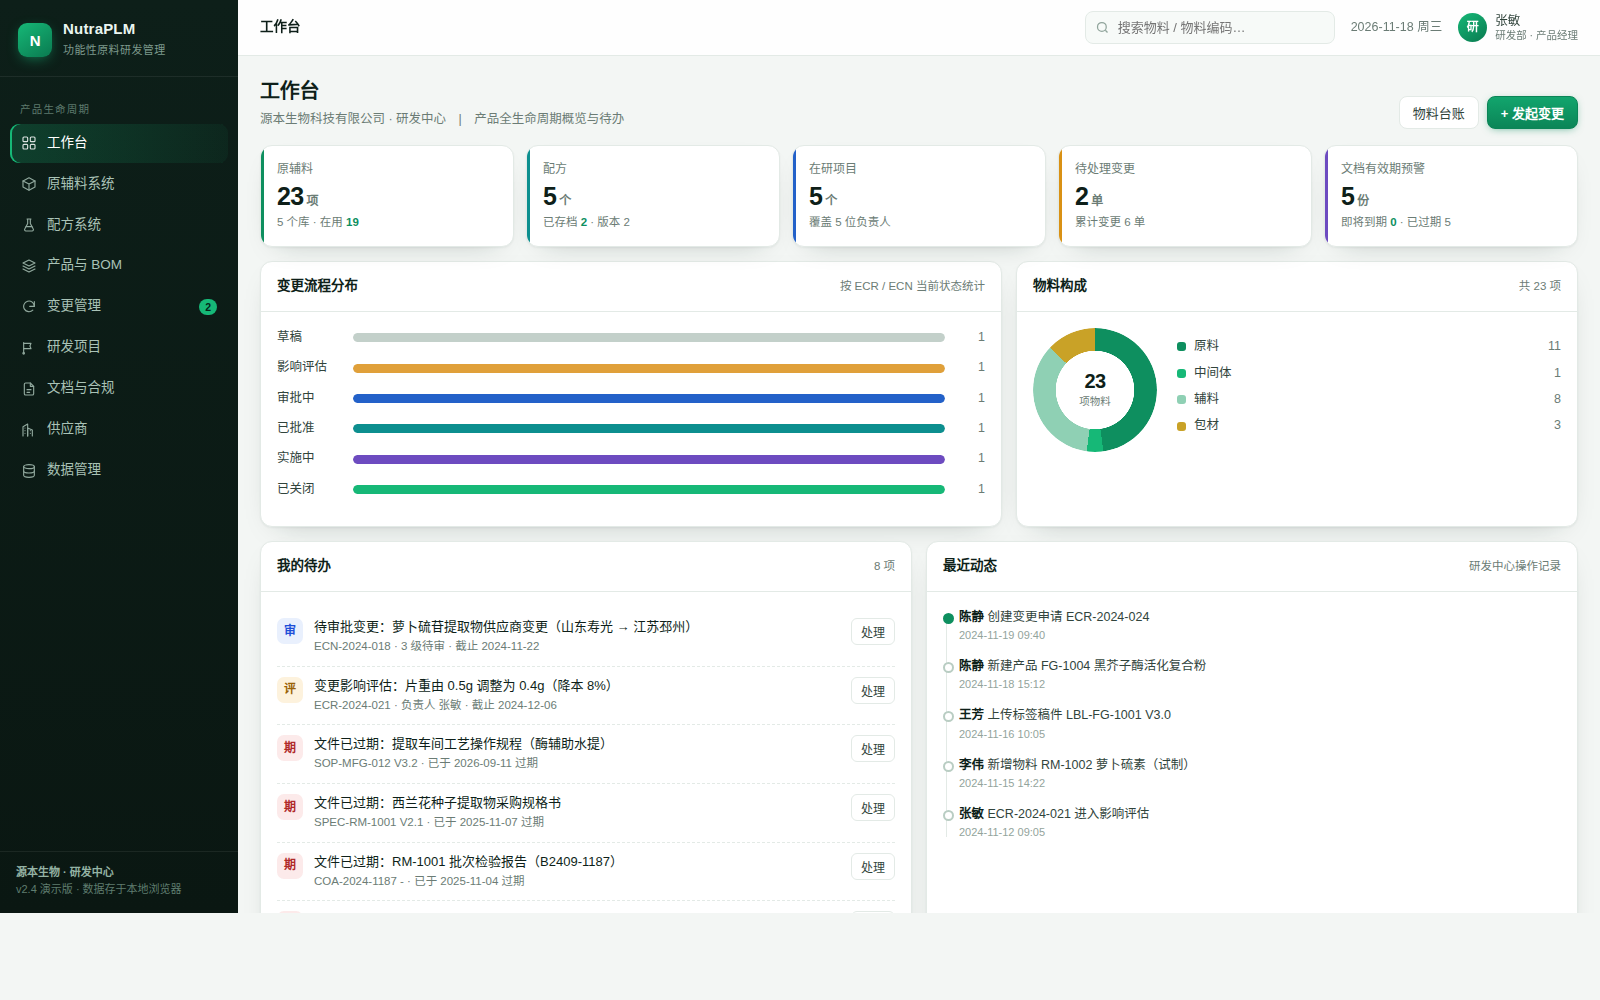 N
NutraPLM
功能性原料研发管理
产品生命周期
工作台
原辅料系统
配方系统
产品与 BOM
变更管理 2
研发项目
文档与合规
供应商
数据管理
源本生物 · 研发中心
v2.4 演示版 · 数据存于本地浏览器
工作台
搜索物料 / 物料编码…
2026-11-18 周三
研
张敏
研发部 · 产品经理
工作台
源本生物科技有限公司 · 研发中心 | 产品全生命周期概览与待办
物料台账
+ 发起变更
原辅料
23 项
5 个库 · 在用 19
配方
5 个
已存档 2 · 版本 2
在研项目
5 个
覆盖 5 位负责人
待处理变更
2 单
累计变更 6 单
文档有效期预警
5 份
即将到期 0 · 已过期 5
变更流程分布 按 ECR / ECN 当前状态统计
草稿 1
影响评估 1
审批中 1
已批准 1
实施中 1
已关闭 1
物料构成 共 23 项
23
项物料
原料 11
中间体 1
辅料 8
包材 3
我的待办 8 项
审
待审批变更：萝卜硫苷提取物供应商变更（山东寿光 → 江苏邳州）
ECN-2024-018 · 3 级待审 · 截止 2024-11-22
处理
评
变更影响评估：片重由 0.5g 调整为 0.4g（降本 8%）
ECR-2024-021 · 负责人 张敏 · 截止 2024-12-06
处理
期
文件已过期：提取车间工艺操作规程（酶辅助水提）
SOP-MFG-012 V3.2 · 已于 2026-09-11 过期
处理
期
文件已过期：西兰花种子提取物采购规格书
SPEC-RM-1001 V2.1 · 已于 2025-11-07 过期
处理
期
文件已过期：RM-1001 批次检验报告（B2409-1187）
COA-2024-1187 - · 已于 2025-11-04 过期
处理
最近动态 研发中心操作记录
陈静 创建变更申请 ECR-2024-024
2024-11-19 09:40
陈静 新建产品 FG-1004 黑芥子酶活化复合粉
2024-11-18 15:12
王芳 上传标签稿件 LBL-FG-1001 V3.0
2024-11-16 10:05
李伟 新增物料 RM-1002 萝卜硫素（试制）
2024-11-15 14:22
张敏 ECR-2024-021 进入影响评估
2024-11-12 09:05